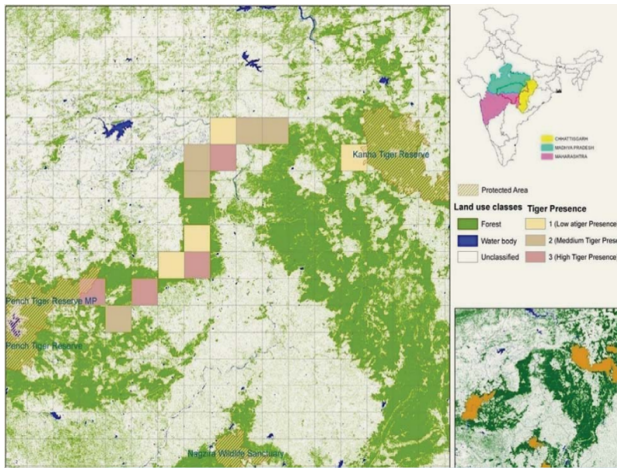 Kanna Tiger Reserve
Pench Tiger Reserve MP
Pench Tiger Reserve
Nagzira Wildlife Sanctuary
CHHATTISGARH
MADHYA PRADESH
MAHARASHTRA
Protected Area
Land use classes
Tiger Presence
Forest
1 (Low atiger Presence)
Water body
2 (Meddium Tiger Prese
Unclassified
3 (High Tiger Presence)